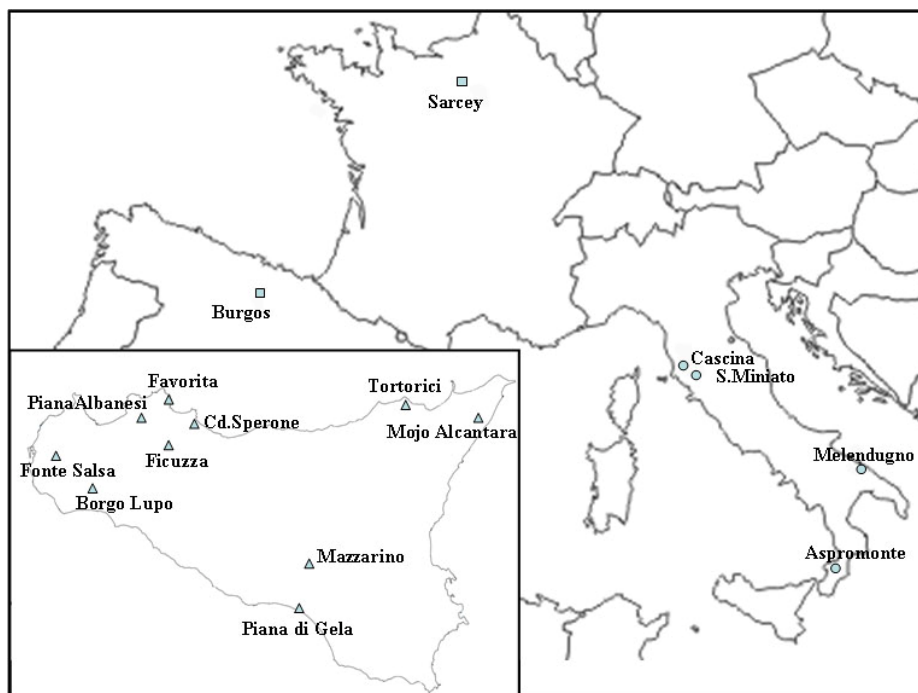 Sarcey
Burgos
Cascina
S.Miniato
Melendugno
Aspromonte
Favorita
PianaAlbanesi
Cd.Sperone
Tortorici
Mojo Alcantara
Fonte Salsa
Ficuzza
Borgo Lupo
Mazzarino
Piana di Gela